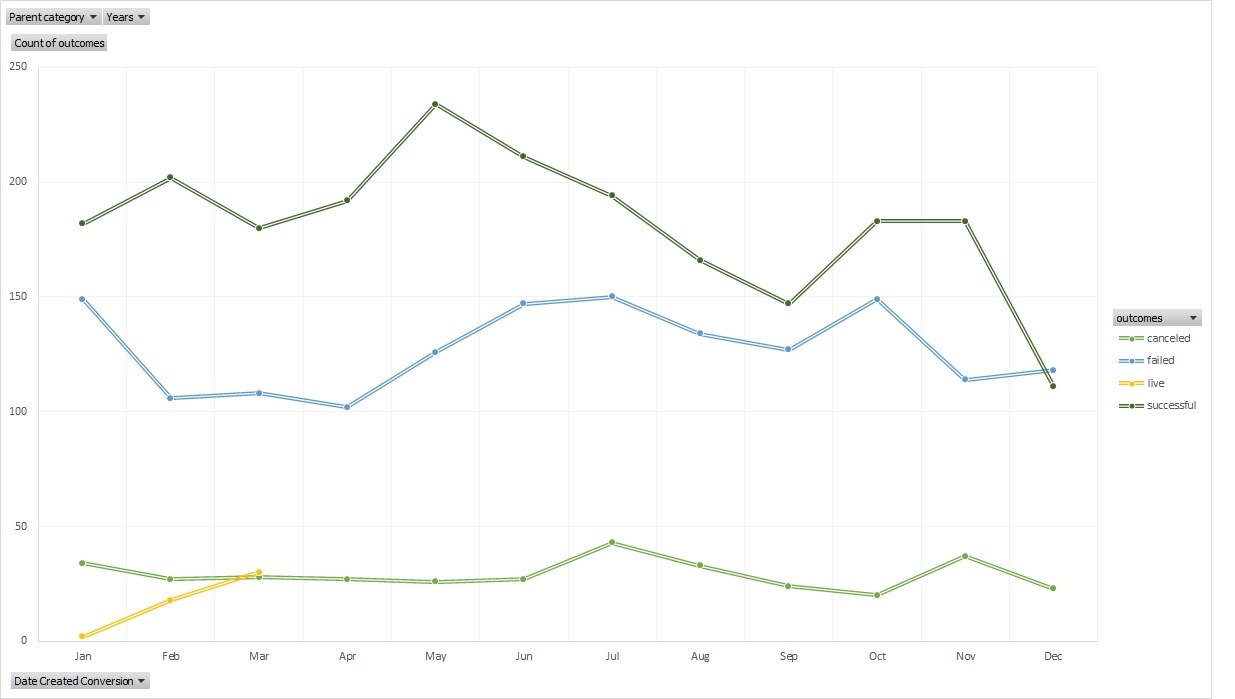 Parent category Years
Count of outcomes
250
200
150
100
50
0
Jan Feb Mar Apr May Jun Jul Aug Sep Oct Nov Dec
outcomes
canceled
failed
live
successful
Date Created Conversion